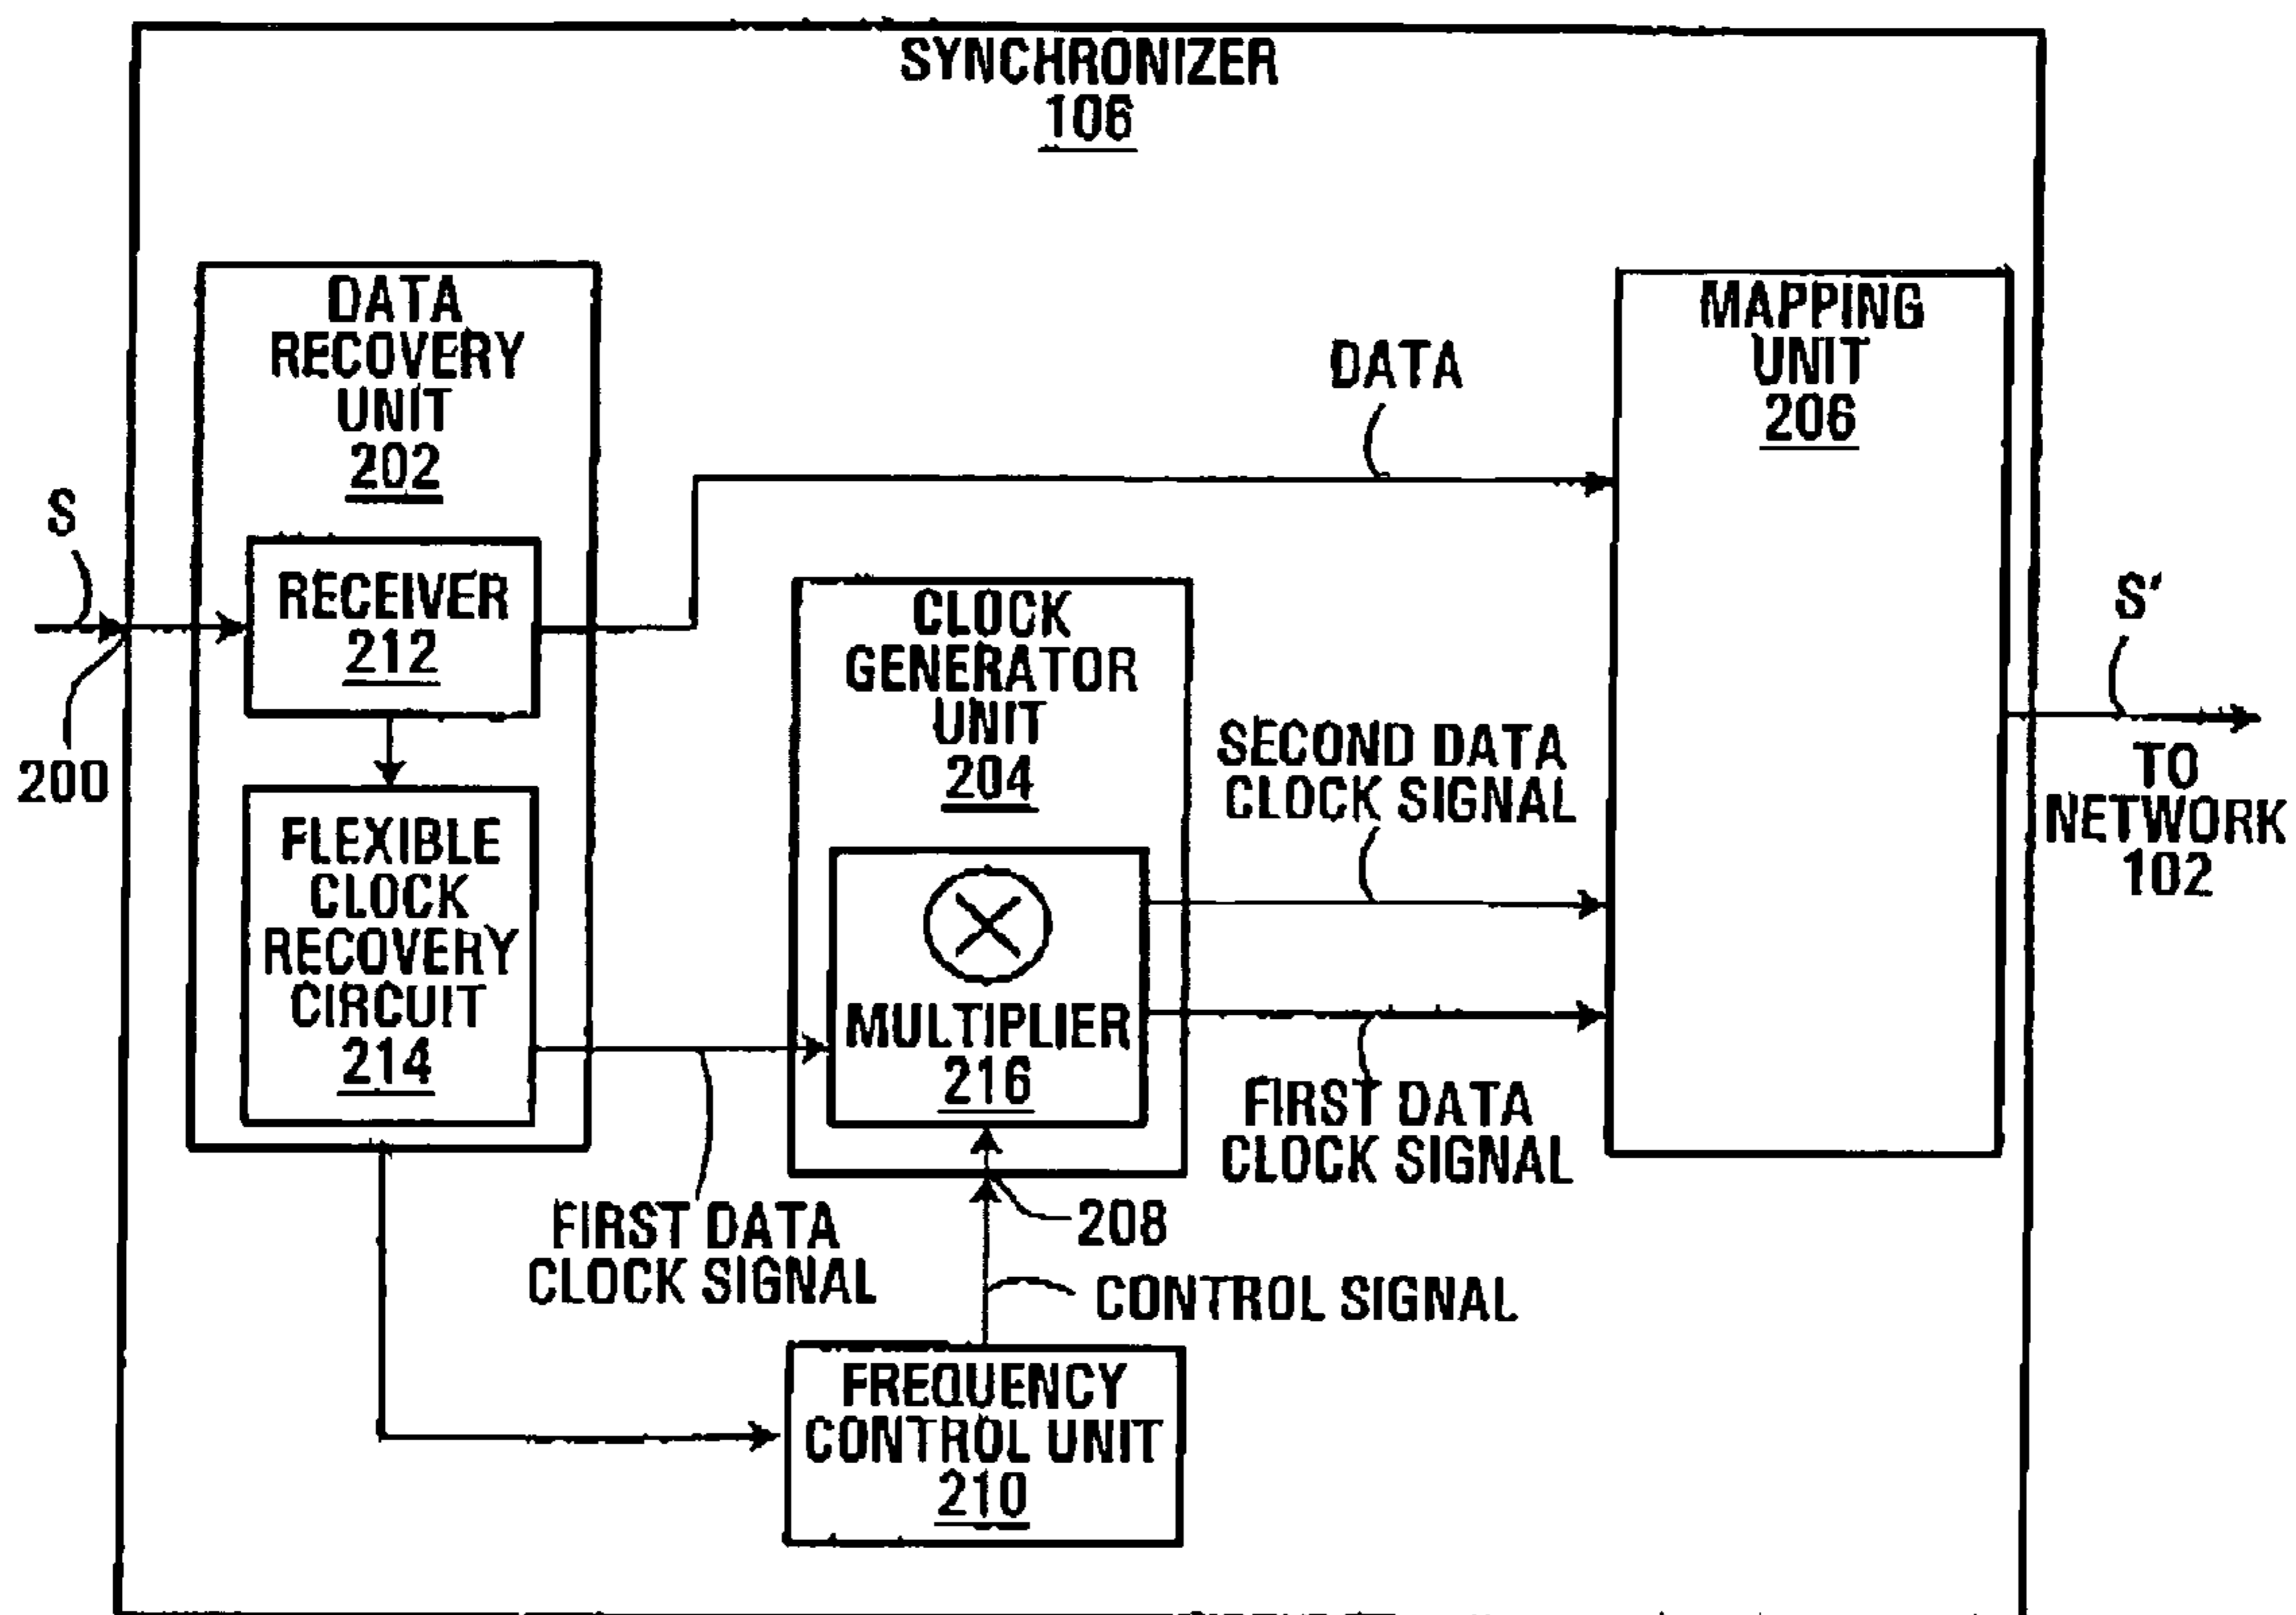 SYNCHRONIZER
106
DATA
RECOVERY
UNIT
202
S
200
RECEIVER
212
FLEXIBLE
CLOCK
RECOVERY
CIRCUIT
214
DATA
CLOCK
GENERATOR
UNIT
204
MULTIPLIER
216
FIRST DATA
CLOCK SIGNAL
208
CONTROL SIGNAL
FREQUENCY
CONTROL UNIT
210
SECOND DATA
CLOCK SIGNAL
FIRST DATA
CLOCK SIGNAL
MAPPING
UNIT
206
S'
TO
NETWORK
102